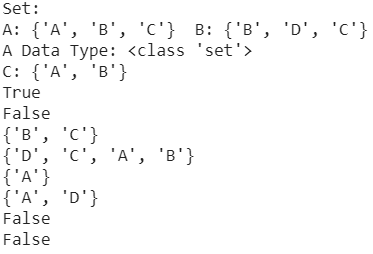 Set:
A: {'A', 'B', 'C'}  B: {'B', 'D', 'C'}
A Data Type: <class 'set'>
C: {'A', 'B'}
True
False
{'B', 'C'}
{'D', 'C', 'A', 'B'}
{'A'}
{'A', 'D'}
False
False